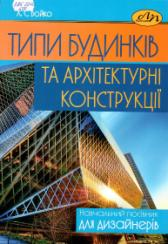 Х.С. Бойко
ТИПИ БУДИНКІВ
ТА АРХІТЕКТУРНІ
КОНСТРУКЦІЇ
Навчальний посібник
для дизайнерів